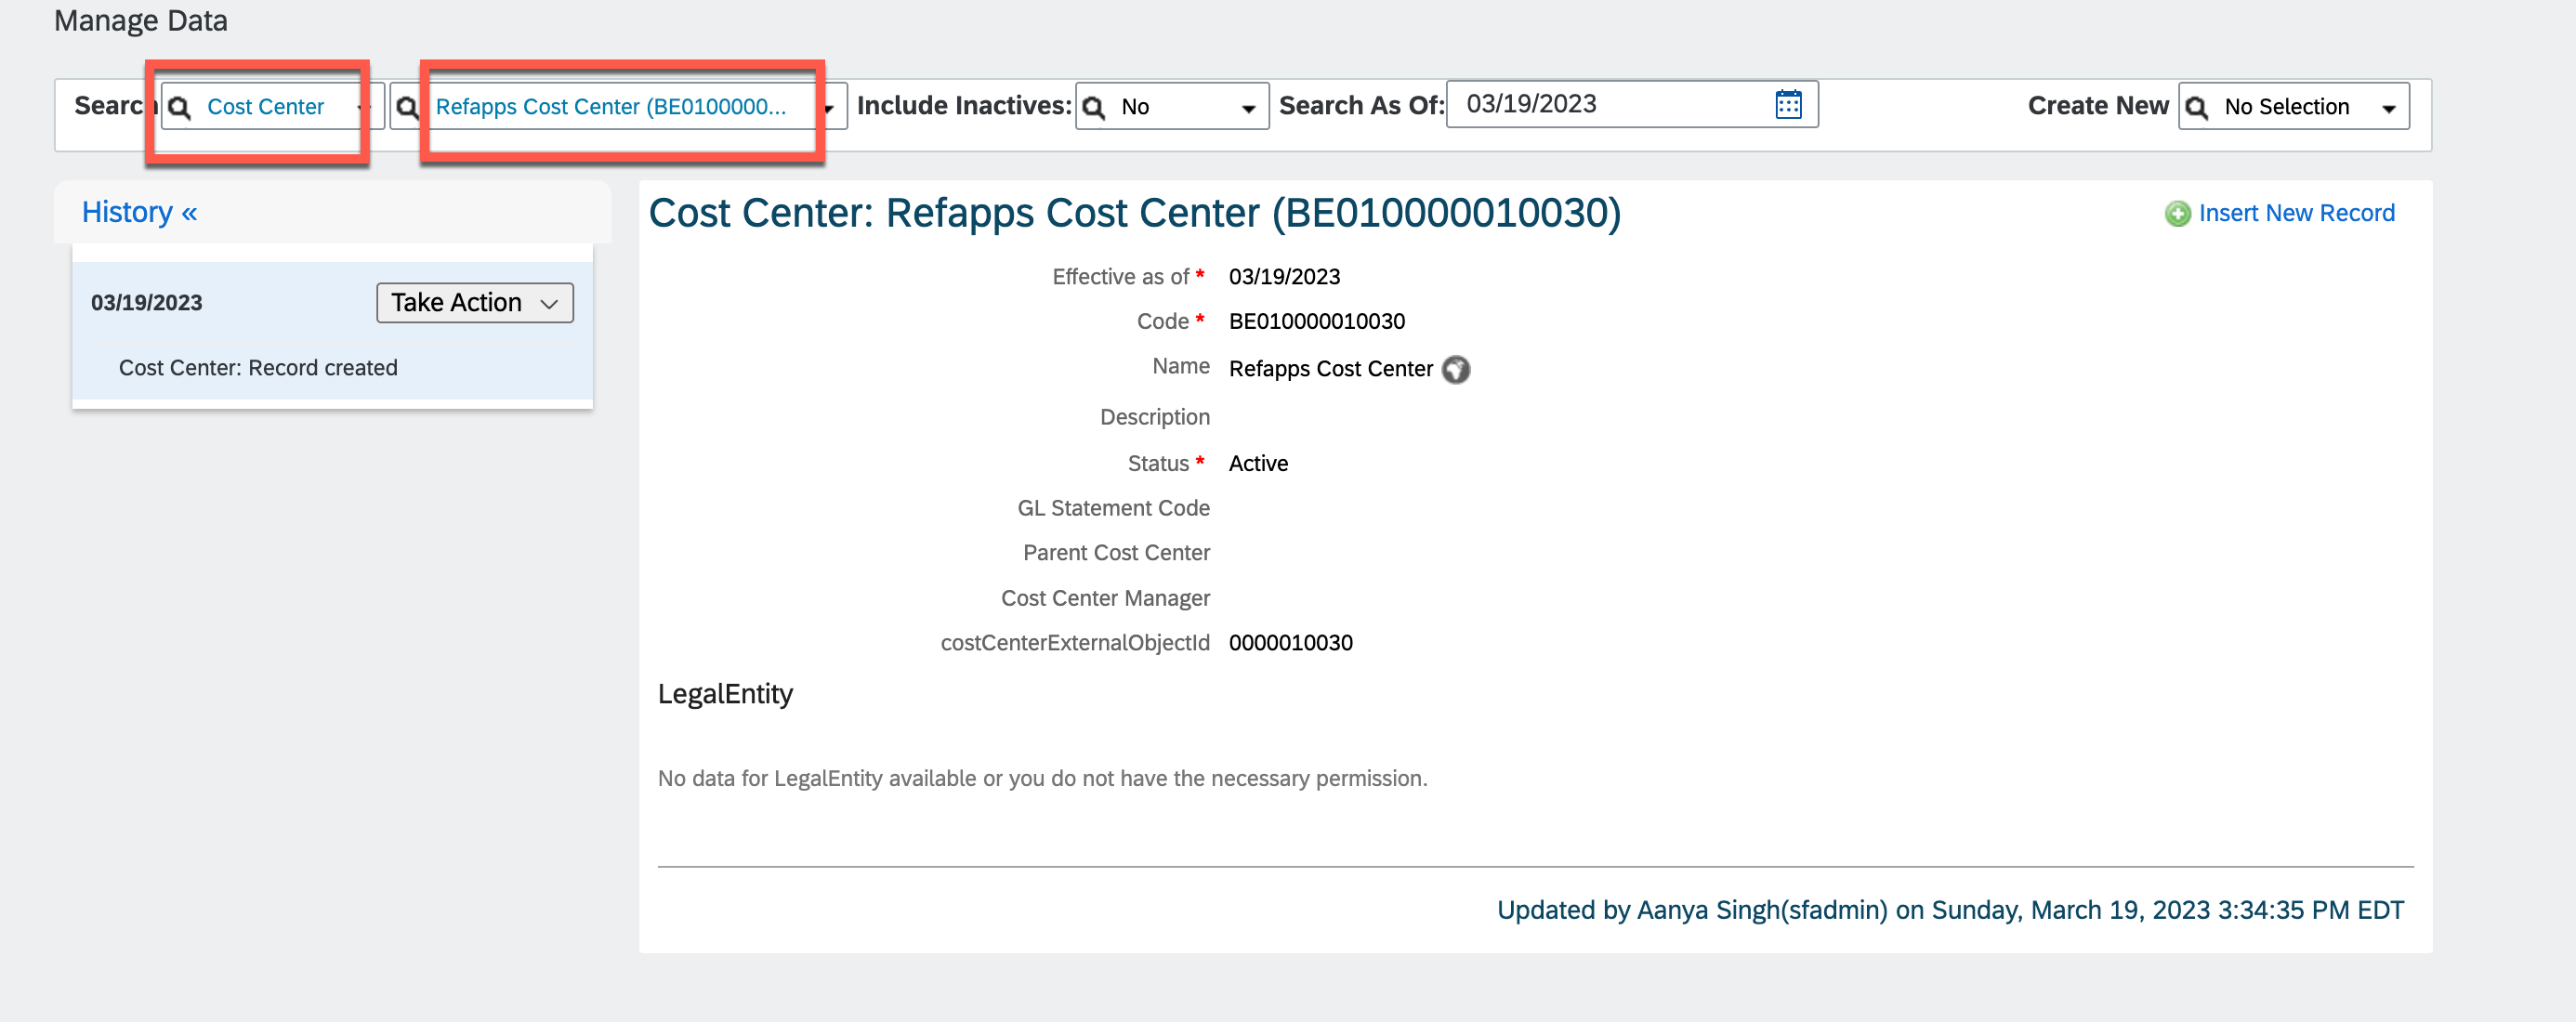 Manage Data
Search Cost Center Refapps Cost Center (BE0100000... Include Inactives: No Search As Of: 03/19/2023 Create New No Selection
History «
03/19/2023 Take Action
Cost Center: Record created
Cost Center: Refapps Cost Center (BE010000010030)
Insert New Record
Effective as of * 03/19/2023
Code * BE010000010030
Name Refapps Cost Center
Description
Status * Active
GL Statement Code
Parent Cost Center
Cost Center Manager
costCenterExternalObjectId 0000010030
LegalEntity
No data for LegalEntity available or you do not have the necessary permission.
Updated by Aanya Singh(sfadmin) on Sunday, March 19, 2023 3:34:35 PM EDT